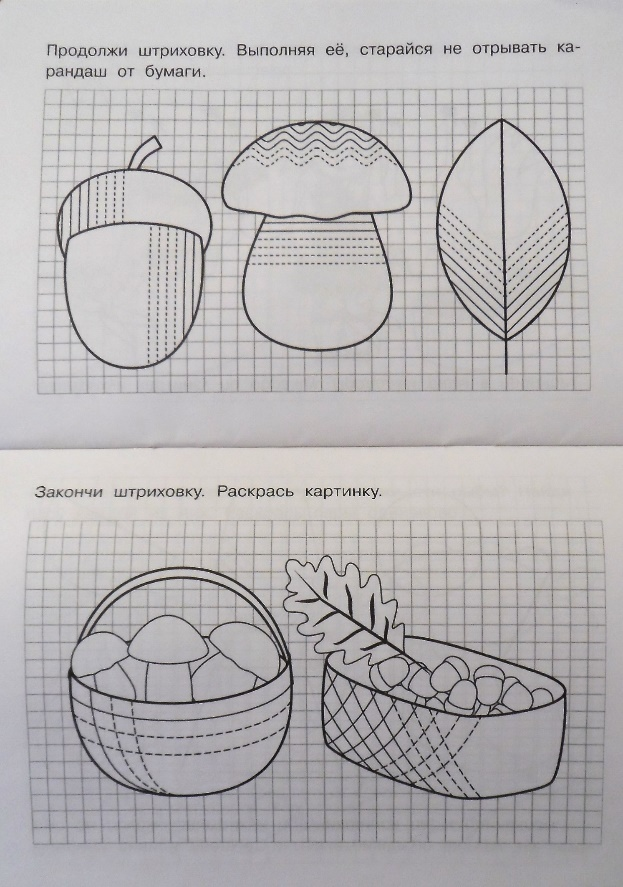 Продолжи штриховку. Выполняя её, старайся не отрывать ка-
рандаш от бумаги.
Закончи штриховку. Раскрась картинку.